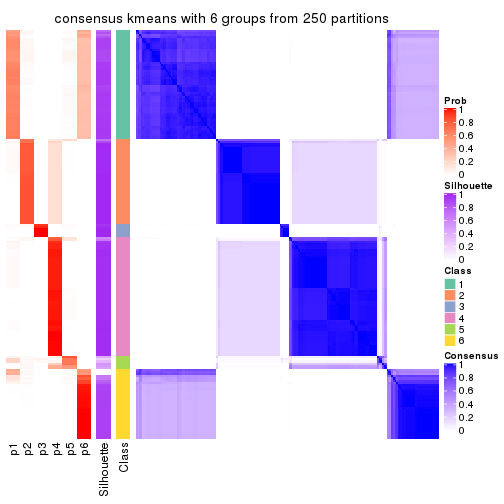 consensus kmeans with 6 groups from 250 partitions
Prob
1
0.8
0.6
0.4
0.2
0
Silhouette
1
0.8
0.6
0.4
0.2
0
Class
1
2
3
4
5
6
Consensus
1
0.8
0.6
0.4
0.2
0
p1
p2
p3
p4
p5
p6
Silhouette
Class